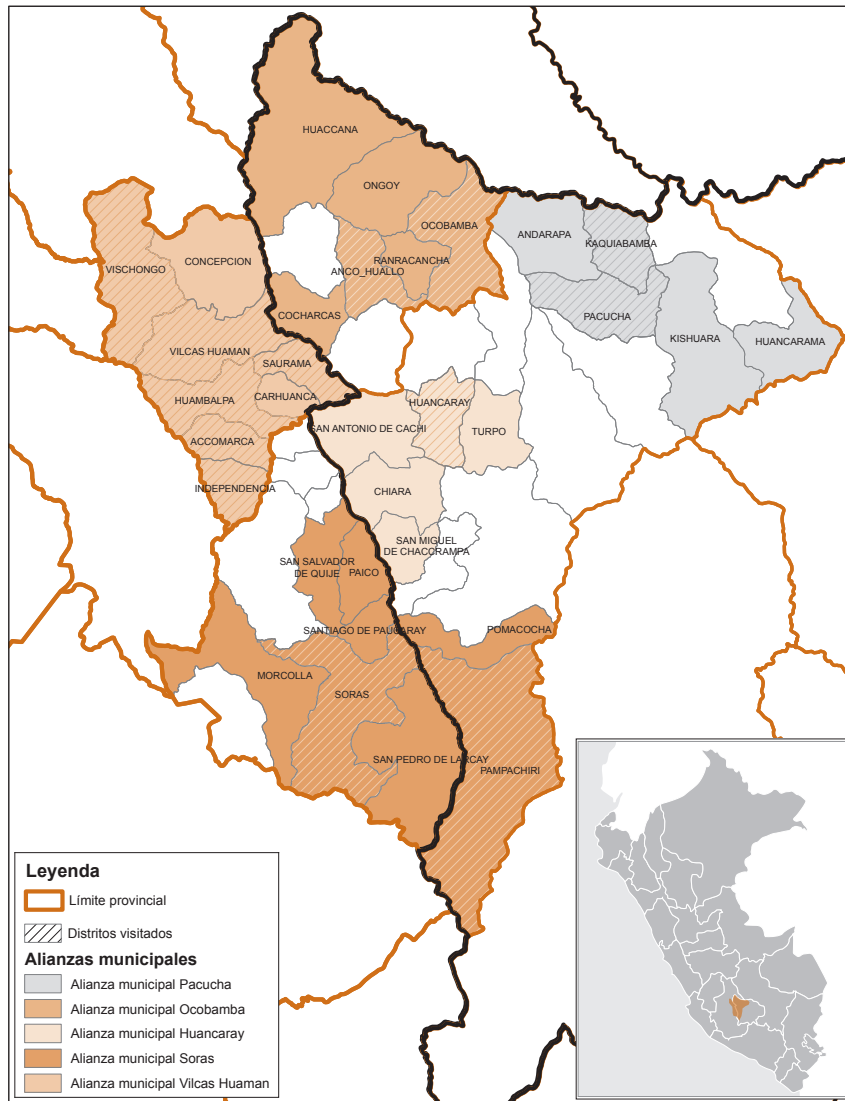 HUACCANA
ONGOY
OCOBAMBA
ANDARAPA
KAQUIABAMBA
CONCEPCION
VISCHONGO
RANRACANCHA
ANCO_HUALLO
COCHARCAS
PACUCHA
KISHUARA
HUANCARAMA
VILCAS HUAMAN
SAURAMA
HUAMBALPA
CARHUANCA
HUANCARAY
SAN ANTONIO DE CACHI
TURPO
ACCOMARCA
INDEPENDENCIA
CHIARA
SAN MIGUEL
DE CHACCRAMPA
SAN SALVADOR
DE QUIJE
PAICO
SANTIAGO DE PAUCARAY
POMACOCHA
MORCOLLA
SORAS
SAN PEDRO DE LARCAY
PAMPACHIRI
Leyenda
Límite provincial
Distritos visitados
Alianzas municipales
Alianza municipal Pacucha
Alianza municipal Ocobamba
Alianza municipal Huancaray
Alianza municipal Soras
Alianza municipal Vilcas Huaman